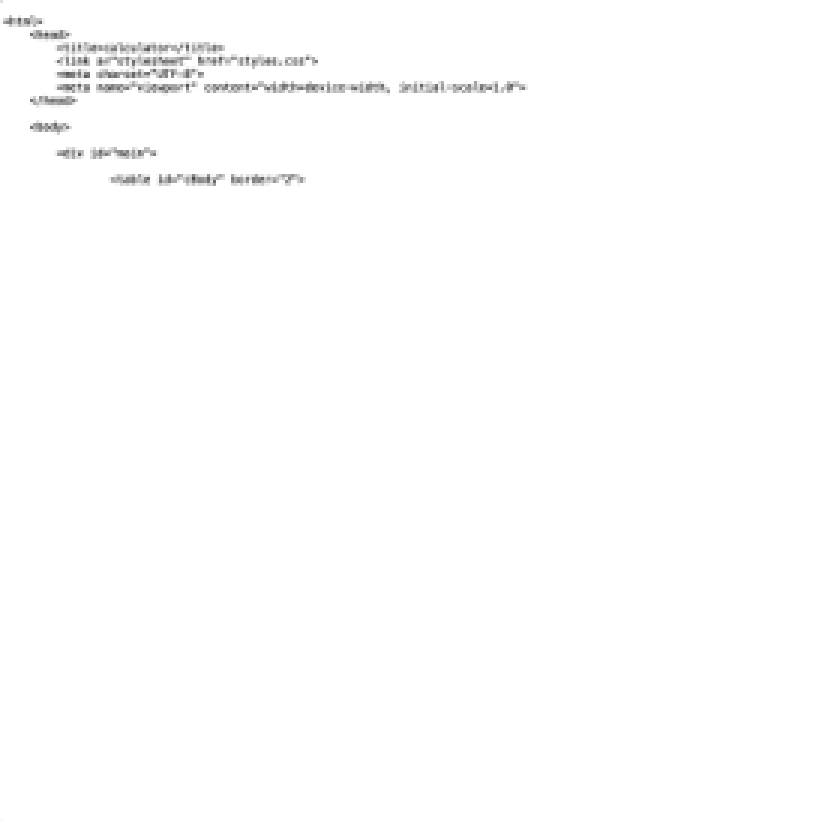 <html>
<head>
<title>calculator</title>
<link a="stylesheet" href="styles.css">
<meta charset="UTF-8">
<meta name="viewport" content="width=device-width, initial-scale=1.0">
</head>
<body>
<div id="main">
<table id="cBody" border="2">